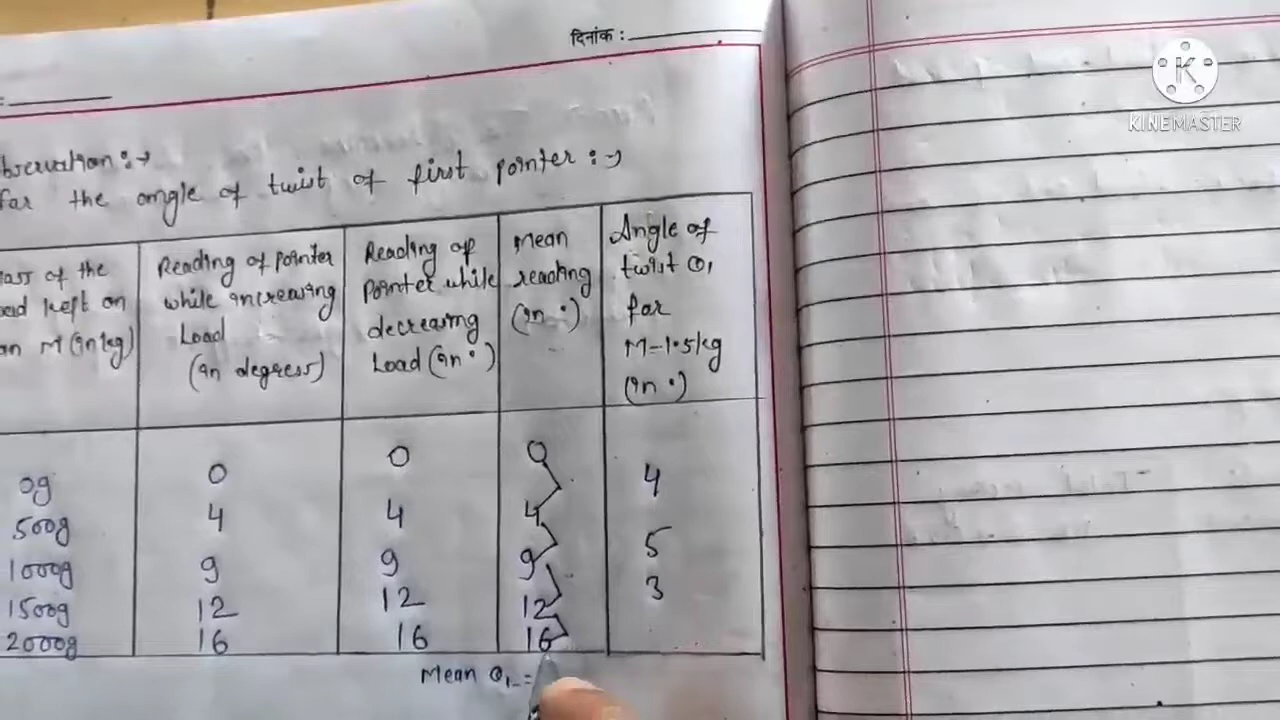 दिनांक :
KINEMASTER
bservation :→
far the angle of twist of first pointer :→
ass of the
kept on
an M (in kg)
Reading of pointer
while increasing
Load
(in degress)
Reading of
pointer while
decreasing
Load (in °)
Mean
reading
(in °)
Angle of
twist θ₁
for
M=1.5kg
(in °)
0g 0 0 0 4
500g 4 4 4 5
1000g 9 9 9 3
1500g 12 12 12
2000g 16 16 16
Mean θ₁ =